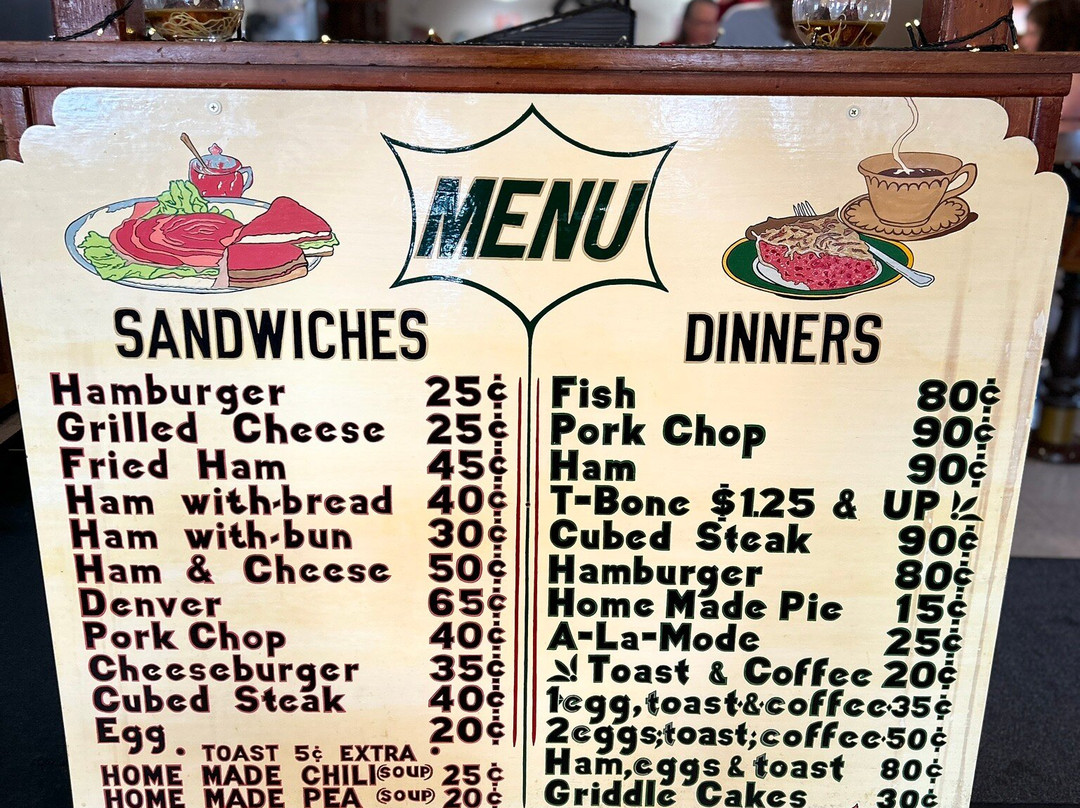 MENU
SANDWICHES
Hamburger 25¢
Grilled Cheese 25¢
Fried Ham 45¢
Ham with-bread 40¢
Ham with-bun 30¢
Ham & Cheese 50¢
Denver 65¢
Pork Chop 40¢
Cheeseburger 35¢
Cubed Steak 40¢
Egg 20¢
. TOAST 5¢ EXTRA .
HOME MADE CHILI (SOUP) 25¢
HOME MADE PEA (SOUP) 20¢
DINNERS
Fish 80¢
Pork Chop 90¢
Ham 90¢
T-Bone $1.25 & UP
Cubed Steak 90¢
Hamburger 80¢
Home Made Pie 15¢
A-La-Mode 25¢
Toast & Coffee 20¢
1egg, toast & coffee 35¢
2eggs; toast; coffee 50¢
Ham, eggs & toast 80¢
Griddle Cakes 30¢